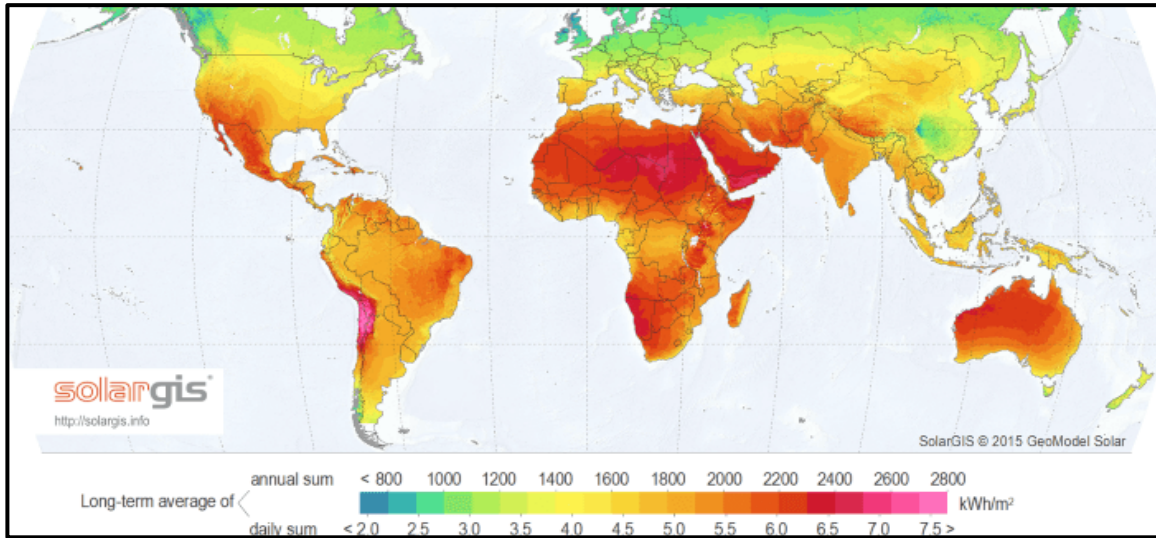 solargis
http://solargis.info
SolarGIS © 2015 GeoModel Solar
annual sum < 800 1000 1200 1400 1600 1800 2000 2200 2400 2600 2800
Long-term average of kWh/m²
daily sum < 2.0 2.5 3.0 3.5 4.0 4.5 5.0 5.5 6.0 6.5 7.0 7.5 >